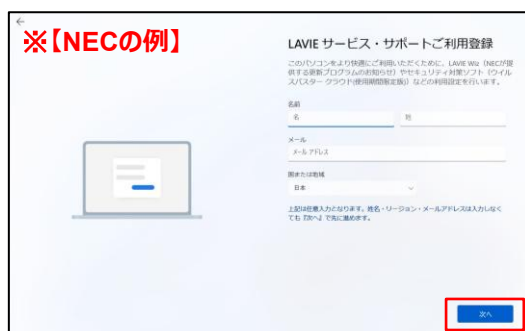 ※【NECの例】
LAVIE サービス・サポートご利用登録
このパソコンをより快適にご利用いただくために、LAVIE Wiz（NECが提
供する更新プログラムのお知らせ）やセキュリティ対策ソフト（ウイル
スバスター クラウド(使用期間限定版)）などの利用設定を行います。
名前
名
姓
メール
メール アドレス
国または地域
日本
上記は任意入力となります。姓名・リージョン・メールアドレスは入力しなく
ても『次へ』で先に進めます。
次へ